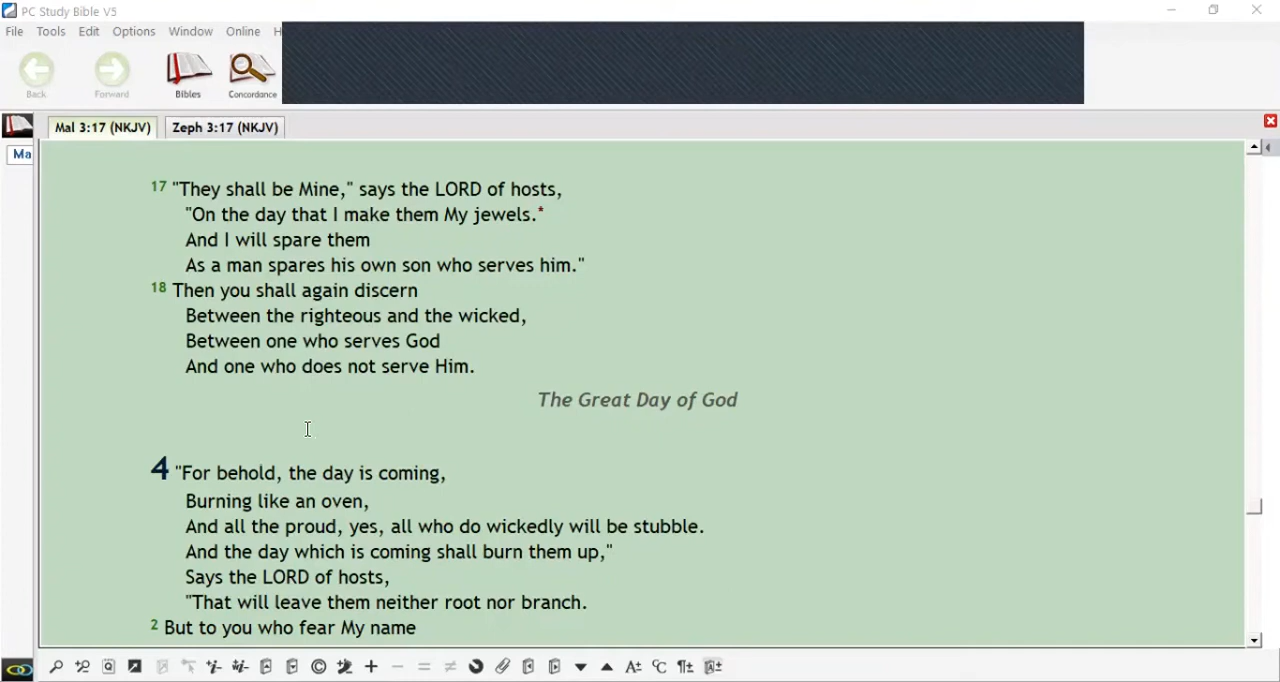 PC Study Bible V5
File Tools Edit Options Window Online H
Back Forward Bibles Concordance
Mal 3:17 (NKJV) Zeph 3:17 (NKJV)
Ma
17 "They shall be Mine," says the LORD of hosts,
"On the day that I make them My jewels.*
And I will spare them
As a man spares his own son who serves him."
18 Then you shall again discern
Between the righteous and the wicked,
Between one who serves God
And one who does not serve Him.
The Great Day of God
4 "For behold, the day is coming,
Burning like an oven,
And all the proud, yes, all who do wickedly will be stubble.
And the day which is coming shall burn them up,"
Says the LORD of hosts,
"That will leave them neither root nor branch.
2 But to you who fear My name